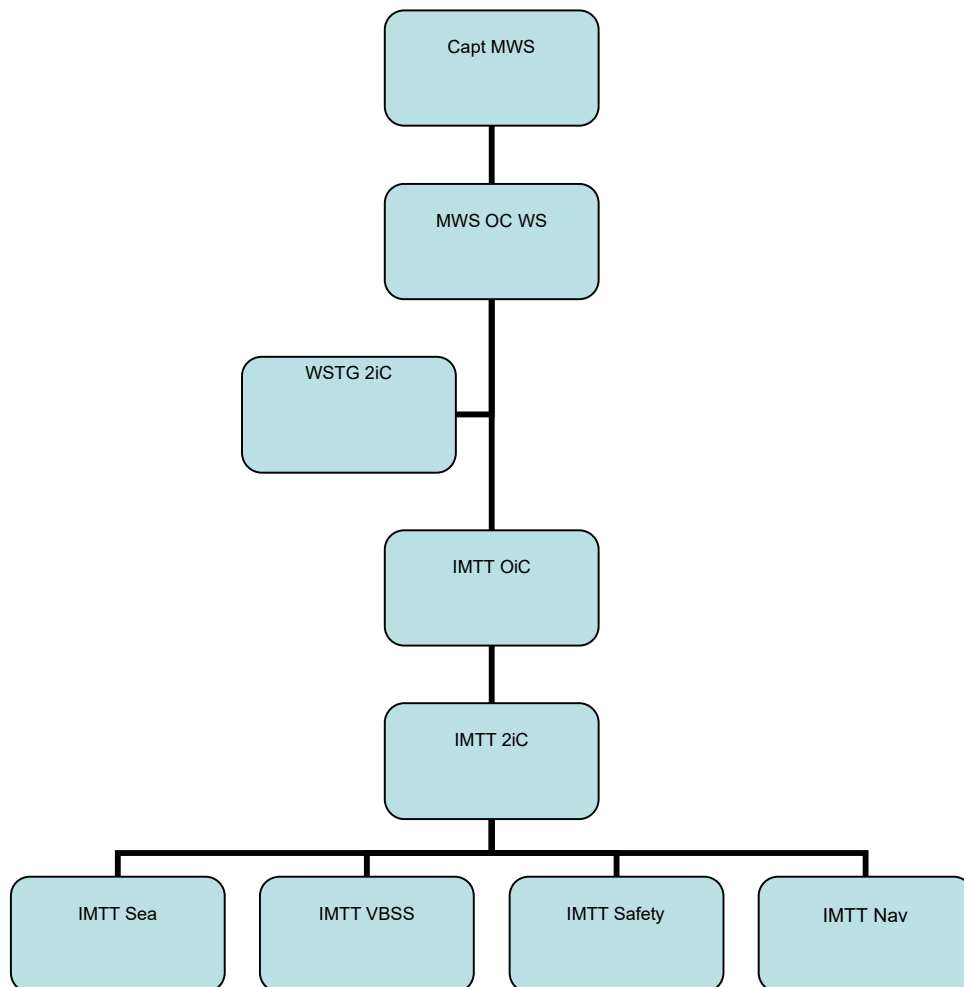 Capt MWS
MWS OC WS
WSTG 2iC
IMTT OiC
IMTT 2iC
IMTT Sea
IMTT VBSS
IMTT Safety
IMTT Nav